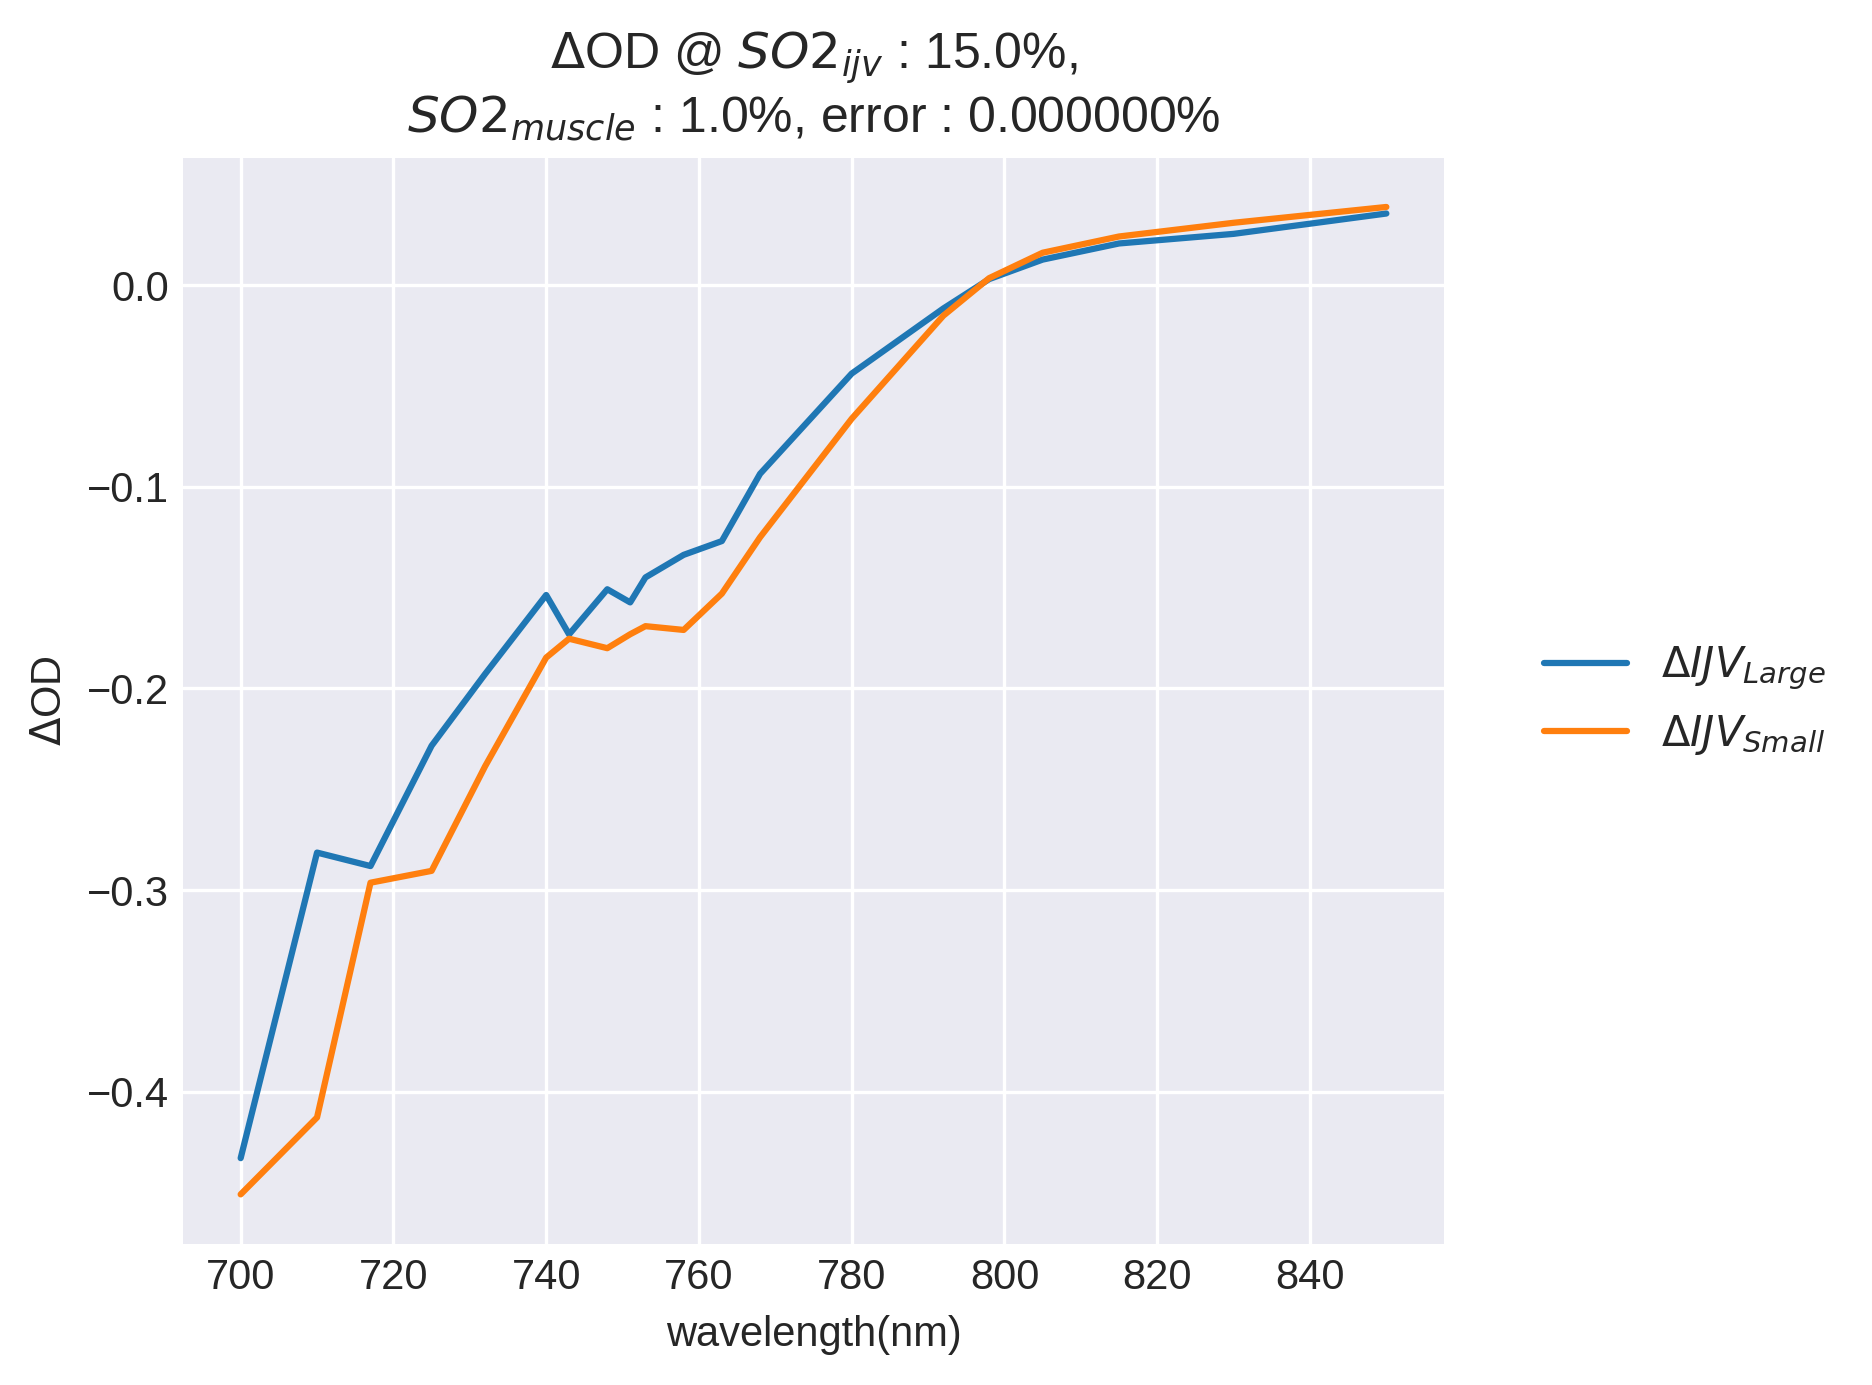 ΔOD @ SO2ijv : 15.0%,
SO2muscle : 1.0%, error : 0.000000%
0.0
−0.1
−0.2
−0.3
−0.4
ΔOD
700 720 740 760 780 800 820 840
wavelength(nm)
ΔIJVLarge
ΔIJVSmall